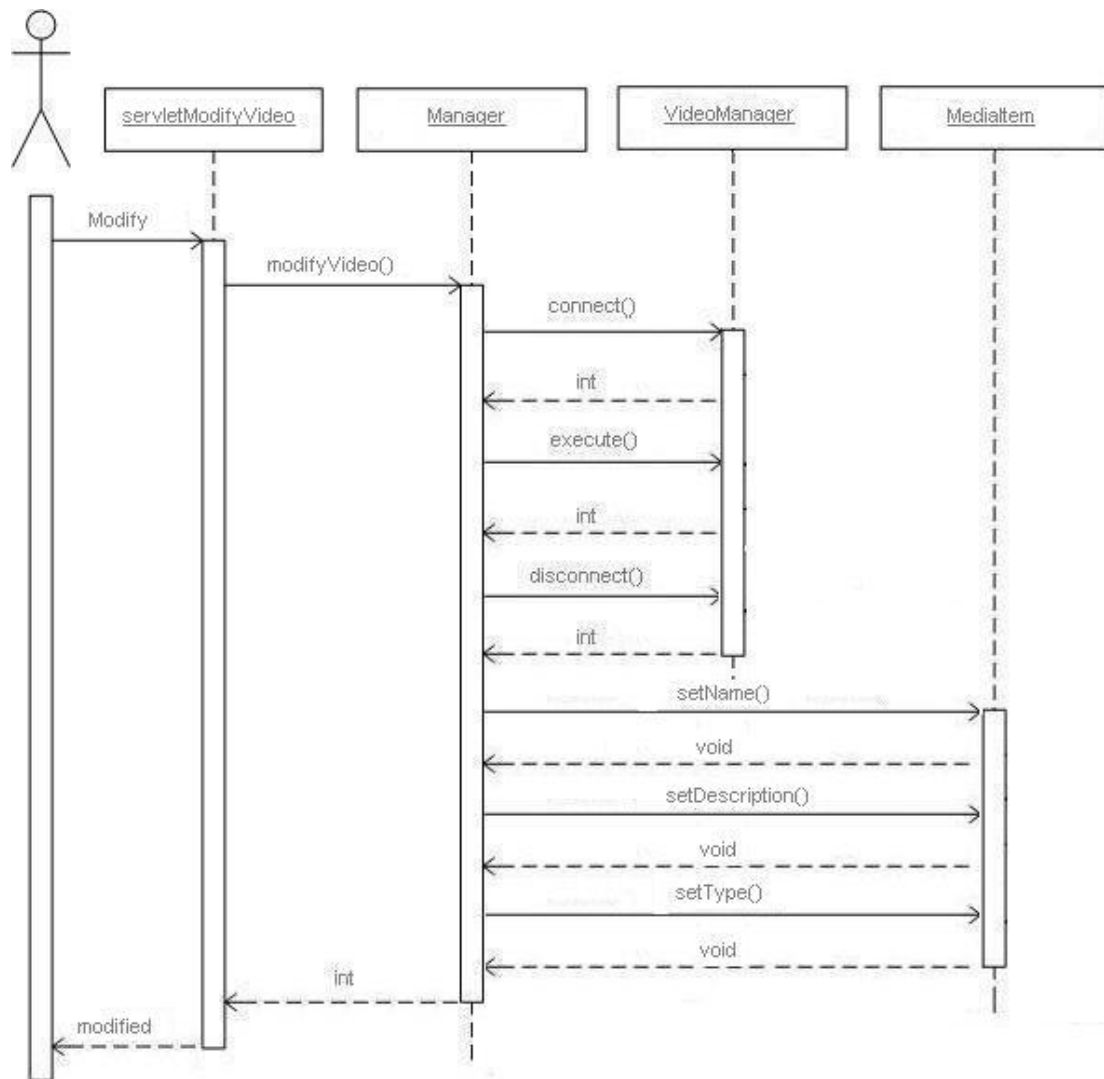 servletModifyVideo
Manager
VideoManager
MediaItem
Modify
modifyVideo()
connect()
int
execute()
int
disconnect()
int
setName()
void
setDescription()
void
setType()
void
int
modified